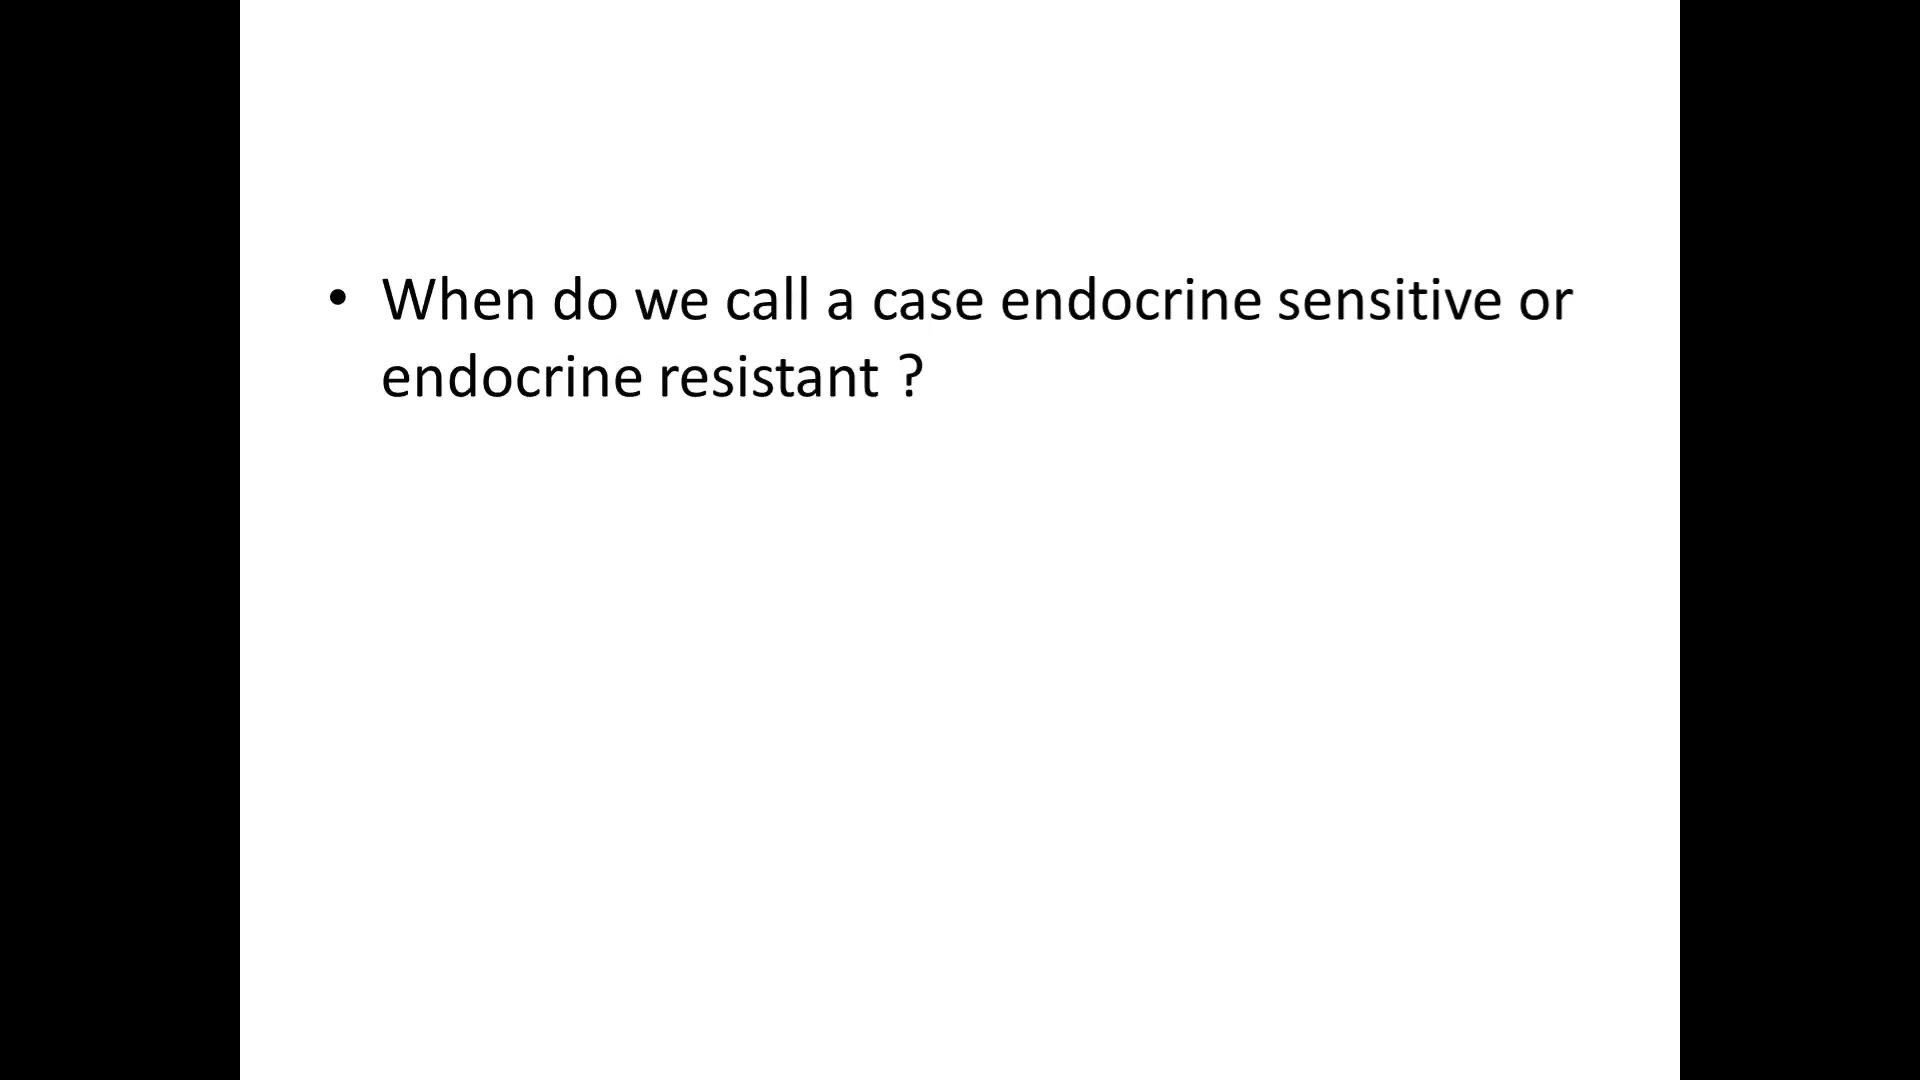 • When do we call a case endocrine sensitive or
endocrine resistant ?